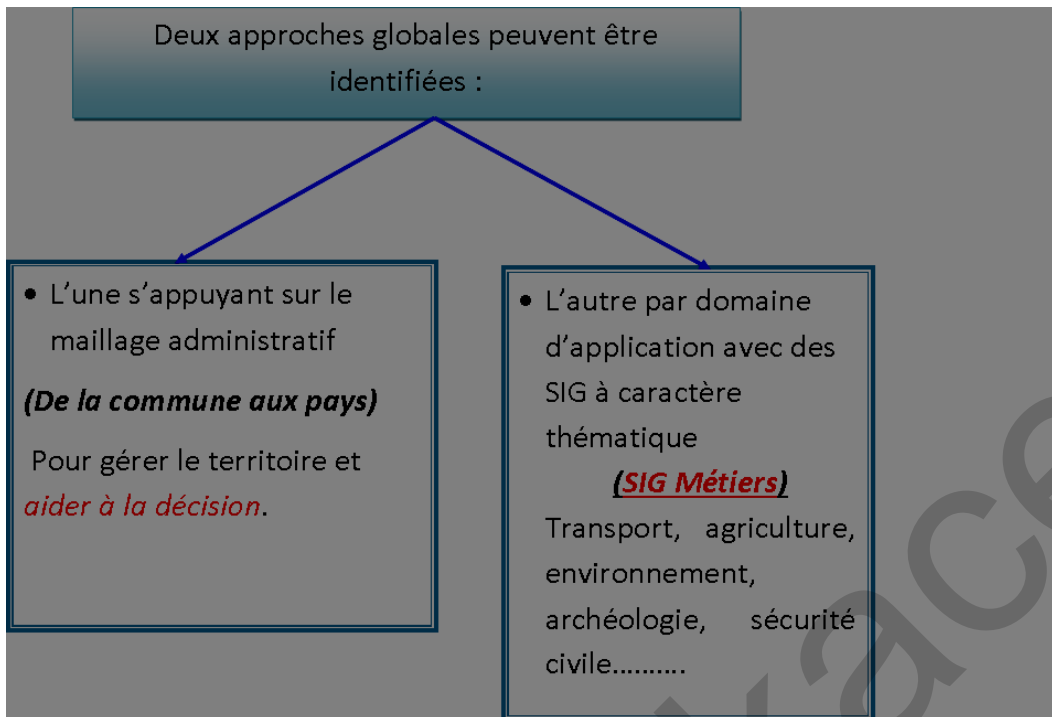 Deux approches globales peuvent être
identifiées :
• L'une s'appuyant sur le
maillage administratif
(De la commune aux pays)
Pour gérer le territoire et
aider à la décision.
• L'autre par domaine
d'application avec des
SIG à caractère
thématique
(SIG Métiers)
Transport, agriculture,
environnement,
archéologie, sécurité
civile..........